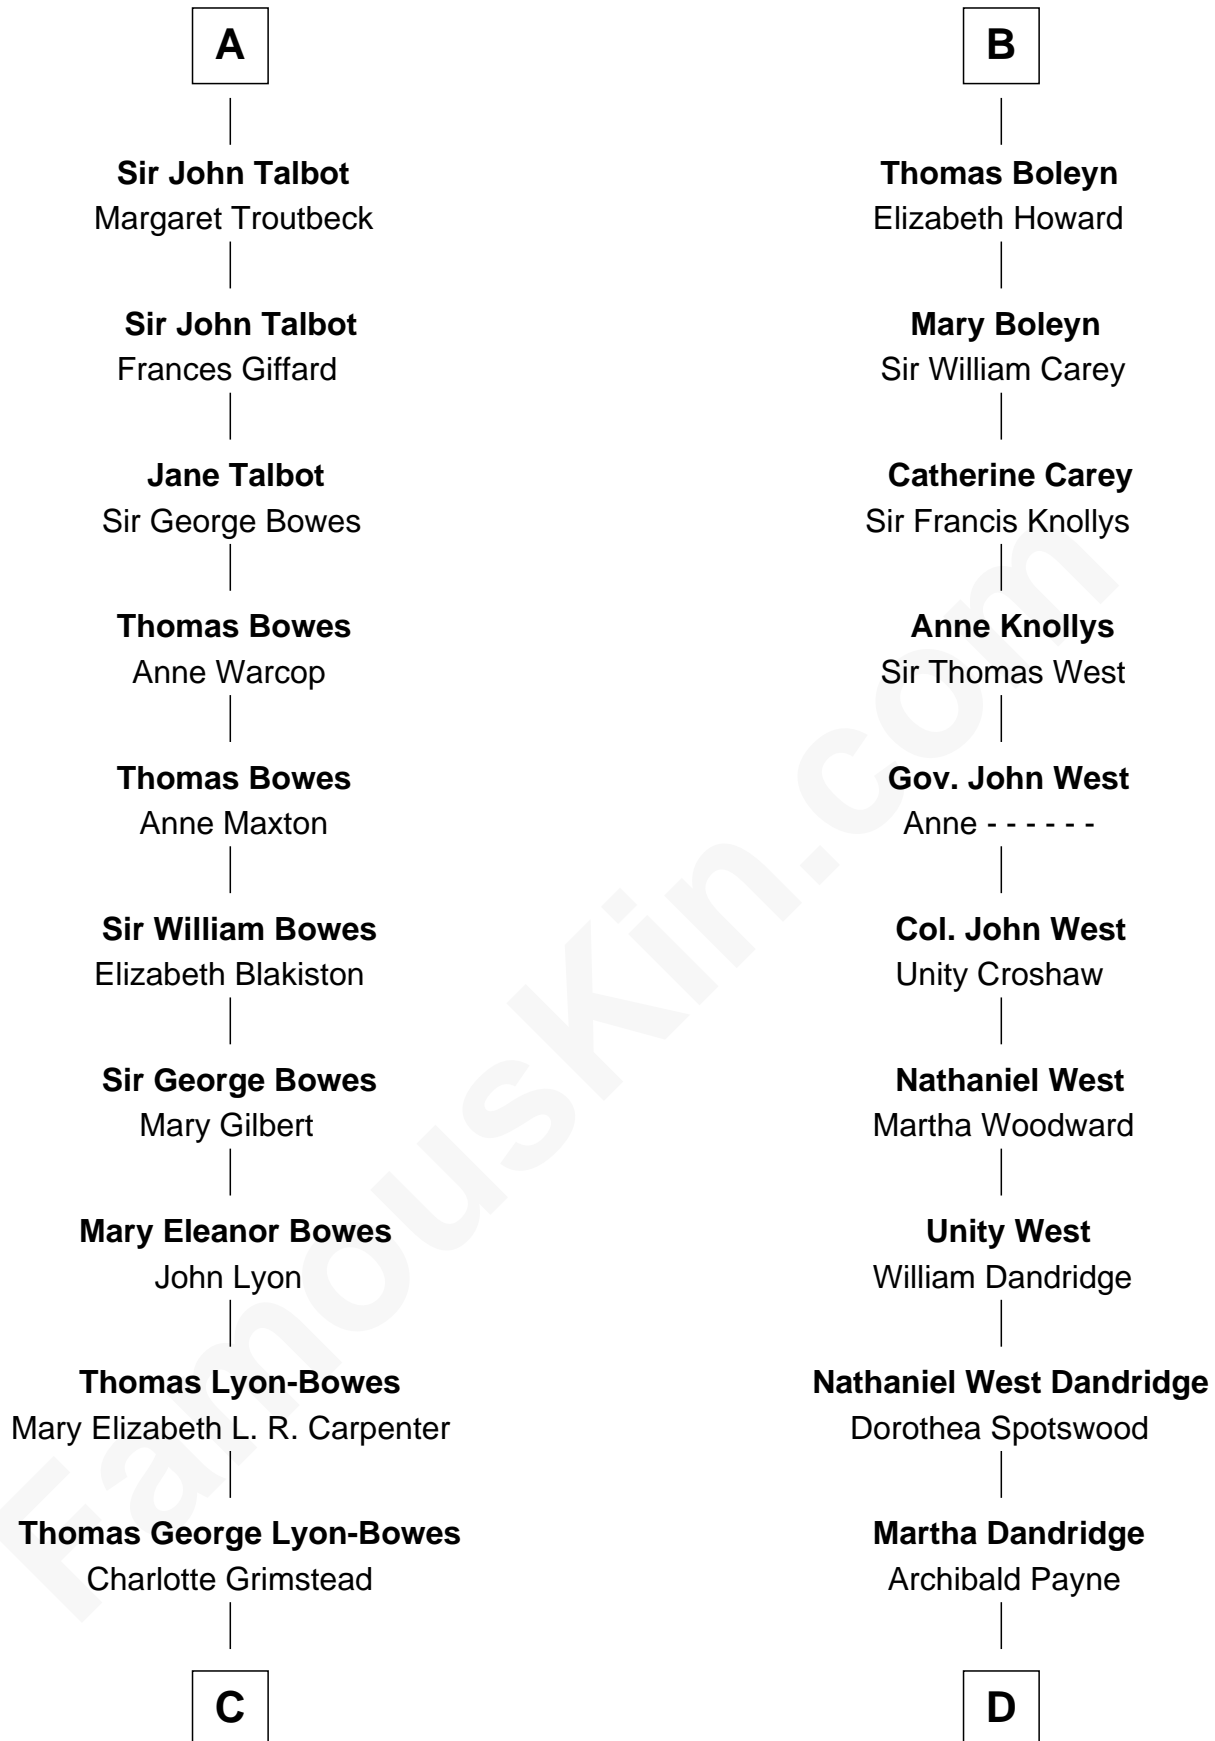 A
Sir John Talbot
Margaret Troutbeck
Sir John Talbot
Frances Giffard
Jane Talbot
Sir George Bowes
Thomas Bowes
Anne Warcop
Thomas Bowes
Anne Maxton
Sir William Bowes
Elizabeth Blakiston
Sir George Bowes
Mary Gilbert
Mary Eleanor Bowes
John Lyon
Thomas Lyon-Bowes
Mary Elizabeth L. R. Carpenter
Thomas George Lyon-Bowes
Charlotte Grimstead
C
B
Thomas Boleyn
Elizabeth Howard
Mary Boleyn
Sir William Carey
Catherine Carey
Sir Francis Knollys
Anne Knollys
Sir Thomas West
Gov. John West
Anne - - - - - -
Col. John West
Unity Croshaw
Nathaniel West
Martha Woodward
Unity West
William Dandridge
Nathaniel West Dandridge
Dorothea Spotswood
Martha Dandridge
Archibald Payne
D
FamousKin.com